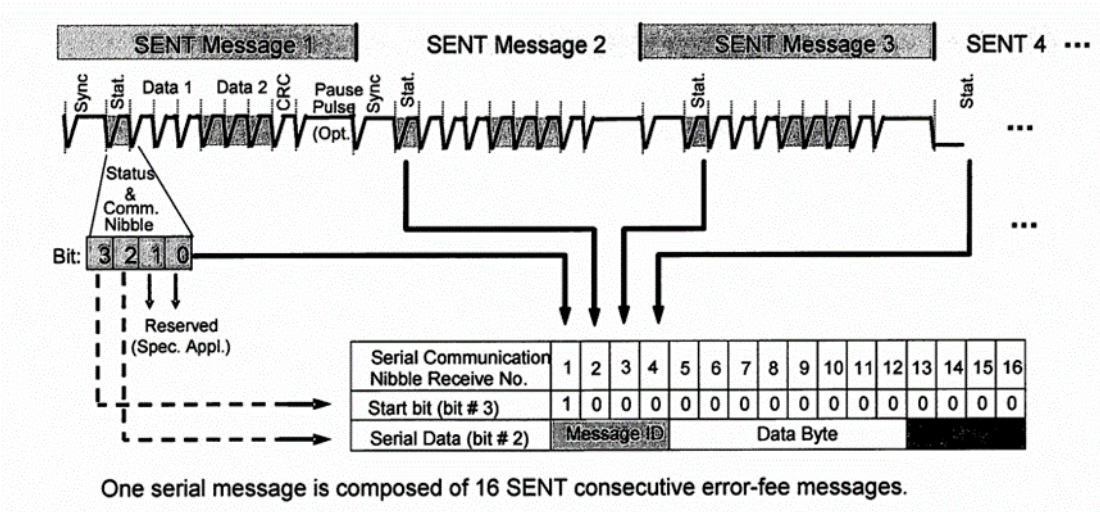 SENT Message 1 SENT Message 2 SENT Message 3 SENT 4 ...
Sync Stat. Data 1 Data 2 CRC Pause Pulse (Opt. Sync Stat. Stat. Stat.
...
Status
&
Comm.
Nibble
...
Bit: 3 2 1 0
Reserved
(Spec. Appl.)
Serial Communication
Nibble Receive No. 1 2 3 4 5 6 7 8 9 10 11 12 13 14 15 16
Start bit (bit # 3) 1 0 0 0 0 0 0 0 0 0 0 0 0 0 0 0
Serial Data (bit # 2) Message ID Data Byte
One serial message is composed of 16 SENT consecutive error-fee messages.